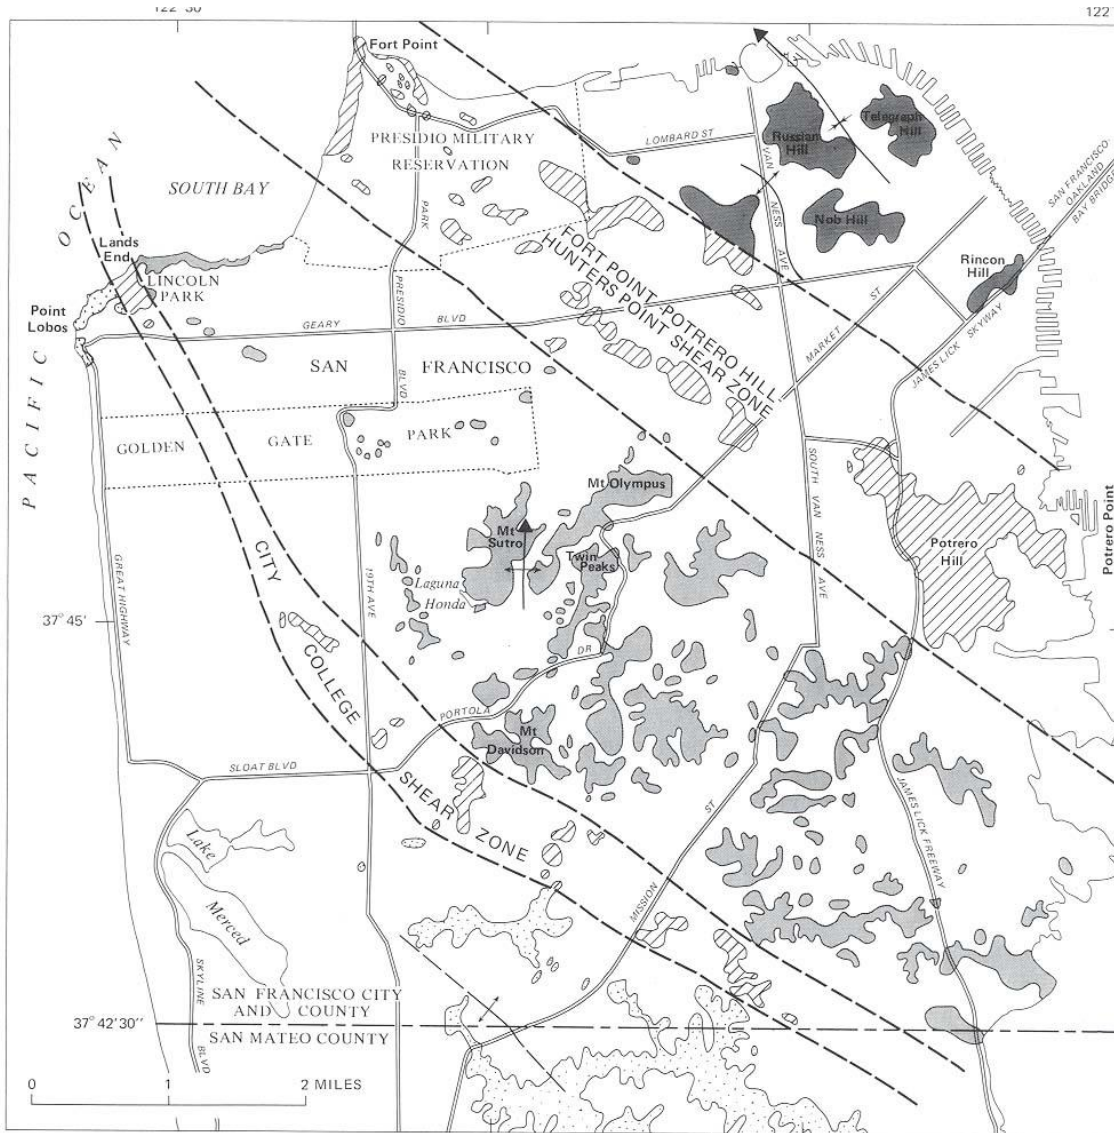 122° 30'
122
Fort Point
PRESIDIO MILITARY
RESERVATION
LOMBARD ST
VAN
NESS
AVE
Russian
Hill
Telegraph
Hill
Nob Hill
SAN FRANCISCO
OAKLAND
BAY BRIDGE
SOUTH BAY
PACIFIC
OCEAN
Lands
End
LINCOLN
PARK
Point
Lobos
PARK
PRESIDIO
BLVD
GEARY
BLVD
FORT POINT-POTRERO HILL
HUNTERS POINT SHEAR ZONE
MARKET
ST
Rincon
Hill
JAMES LICK
SKYWAY
SAN
FRANCISCO
GOLDEN
GATE
PARK
Mt Olympus
Mt
Sutro
Twin
Peaks
Laguna
Honda
SOUTH
VAN
NESS
AVE
Potrero
Hill
Potrero Point
GREAT HIGHWAY
19TH AVE
37° 45'
CITY
COLLEGE
SHEAR
ZONE
PORTOLA
DR
Mt
Davidson
SLOAT BLVD
Lake
Merced
MISSION
ST
JAMES LICK FREEWAY
SKYLINE
BLVD
SAN FRANCISCO CITY
AND COUNTY
37° 42'30"
SAN MATEO COUNTY
0
1
2 MILES